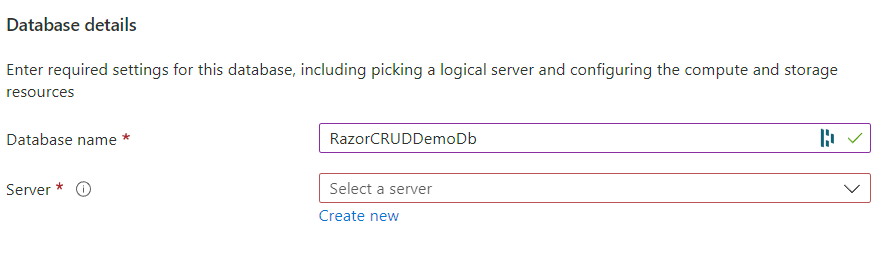 Database details
Enter required settings for this database, including picking a logical server and configuring the compute and storage
resources
Database name *
RazorCRUDDemoDb
Server *
Select a server
Create new